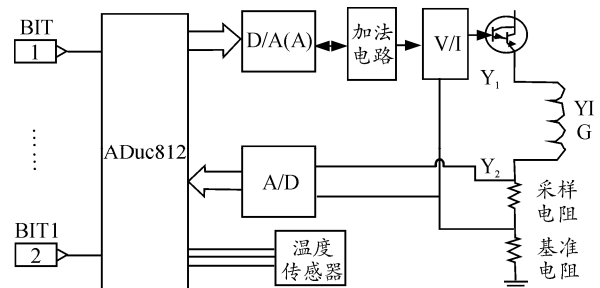 BIT
1
BIT1
2
ADuc812
D/A(A)
加法
电路
V/I
Y1
YI
G
A/D
Y2
采样
电阻
基准
电阻
温度
传感器